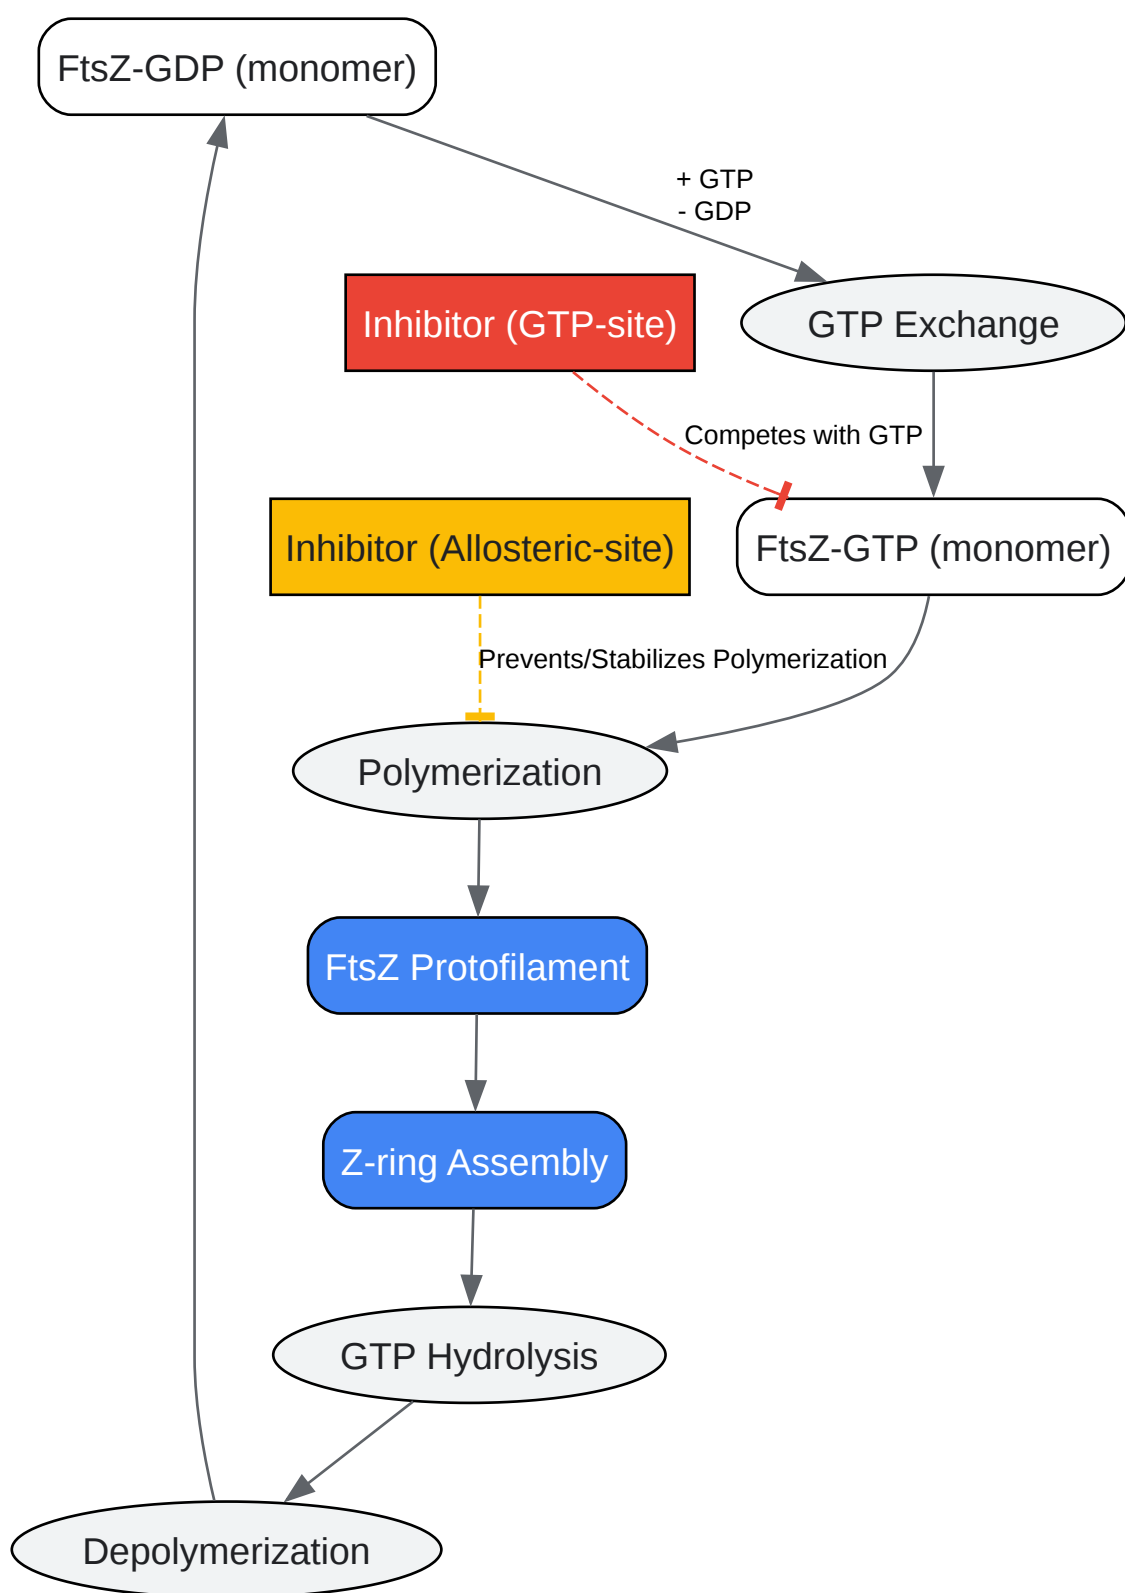 FtsZ-GDP (monomer)
+ GTP
- GDP
Inhibitor (GTP-site)
GTP Exchange
Competes with GTP
Inhibitor (Allosteric-site)
FtsZ-GTP (monomer)
Prevents/Stabilizes Polymerization
Polymerization
FtsZ Protofilament
Z-ring Assembly
GTP Hydrolysis
Depolymerization